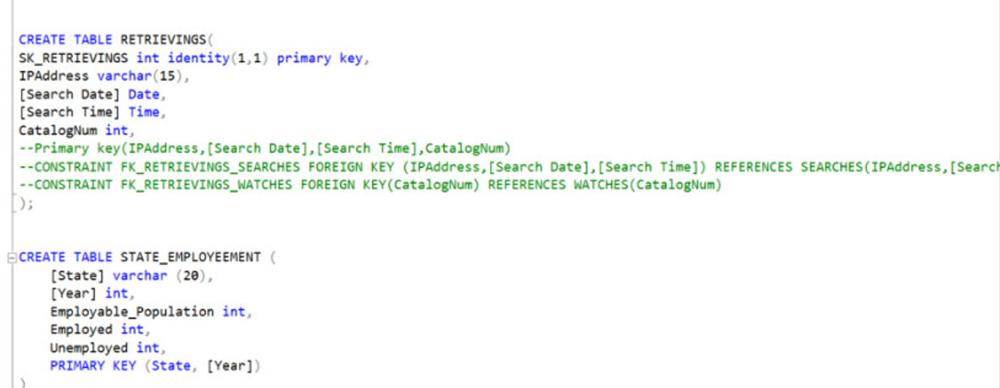 CREATE TABLE RETRIEVINGS(
SK_RETRIEVINGS int identity(1,1) primary key,
IPAddress varchar(15),
[Search Date] Date,
[Search Time] Time,
CatalogNum int,
--Primary key(IPAddress,[Search Date],[Search Time],CatalogNum)
--CONSTRAINT FK_RETRIEVINGS_SEARCHES FOREIGN KEY (IPAddress,[Search Date],[Search Time]) REFERENCES SEARCHES(IPAddress,[Search
--CONSTRAINT FK_RETRIEVINGS_WATCHES FOREIGN KEY(CatalogNum) REFERENCES WATCHES(CatalogNum)
);
CREATE TABLE STATE_EMPLOYEEMENT (
[State] varchar (20),
[Year] int,
Employable_Population int,
Employed int,
Unemployed int,
PRIMARY KEY (State, [Year])
)